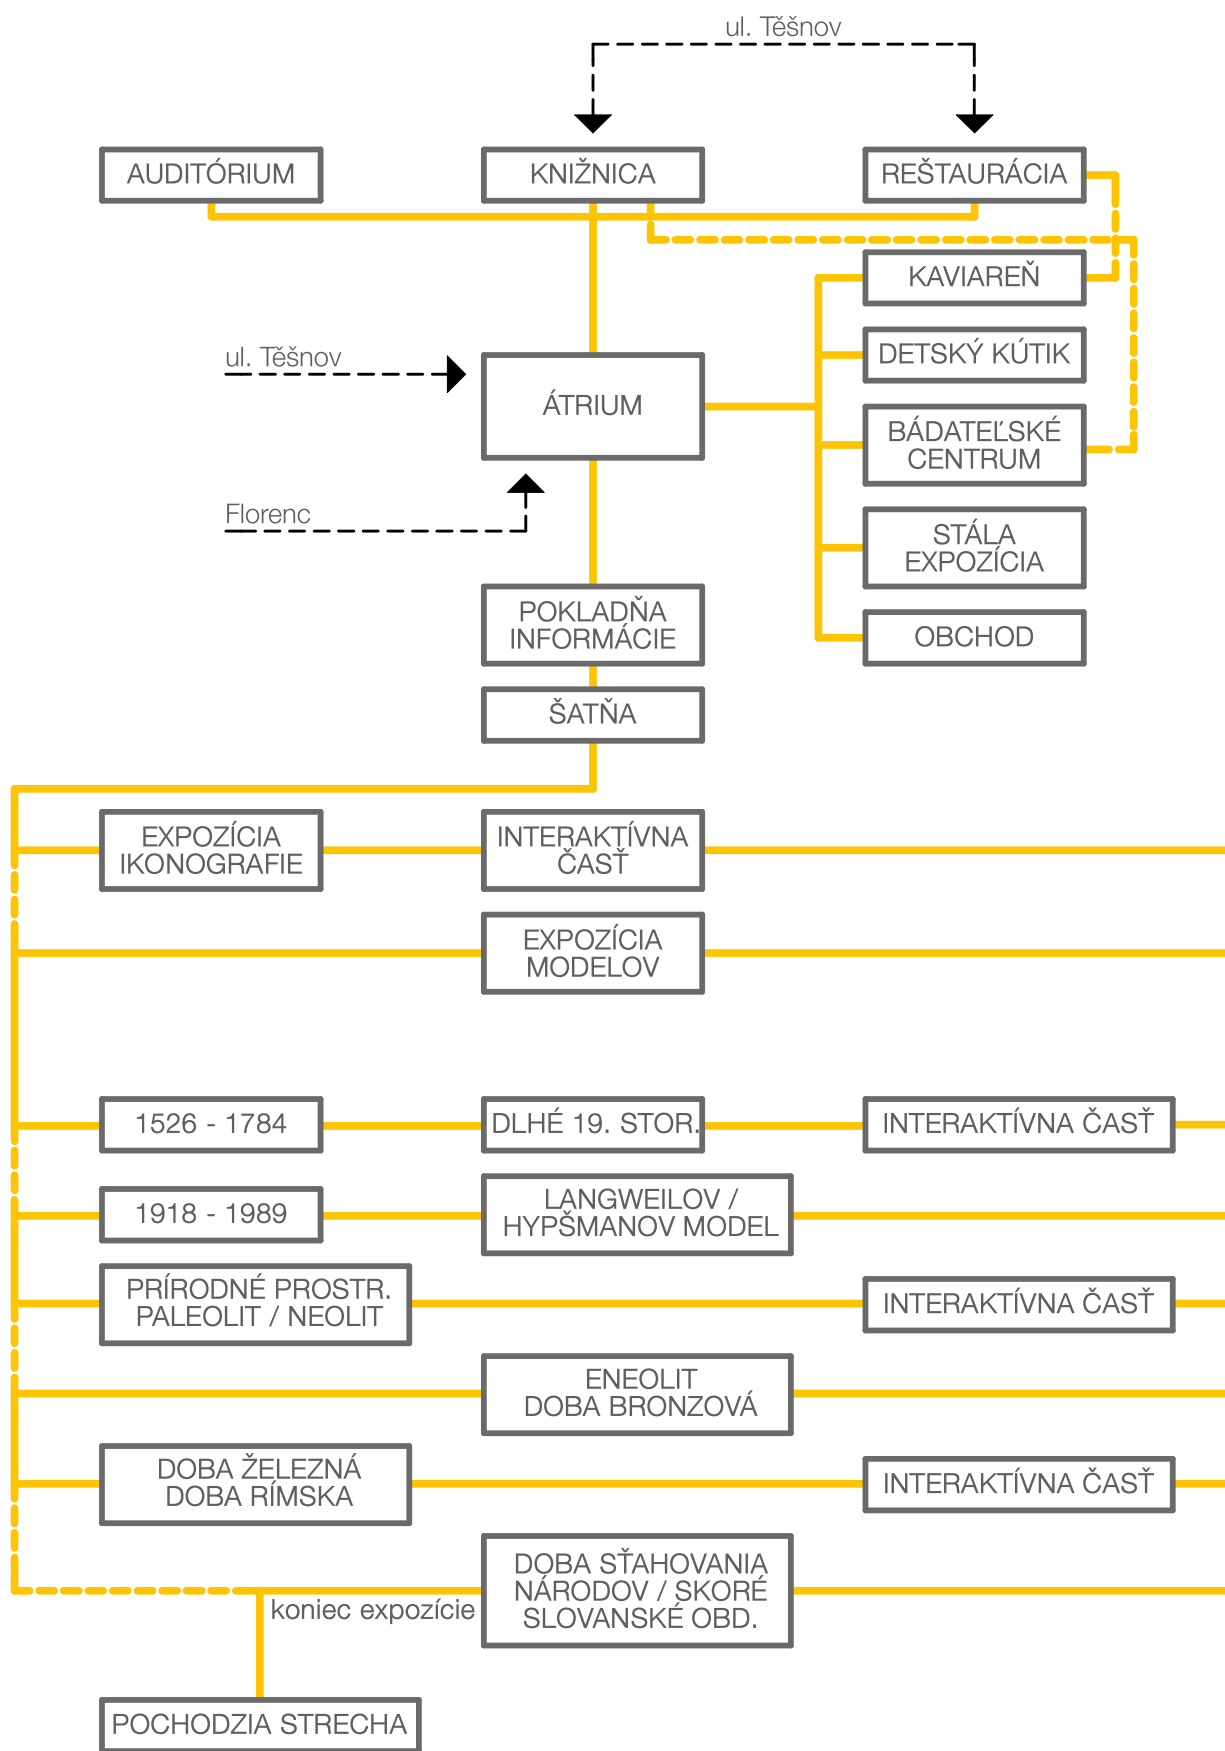 ul. Těšnov
AUDITÓRIUM
KNIŽNICA
REŠTAURÁCIA
KAVIAREŇ
ul. Těšnov
DETSKÝ KÚTIK
ÁTRIUM
BÁDATEĽSKÉ
CENTRUM
Florenc
STÁLA
EXPOZÍCIA
POKLADŇA
INFORMÁCIE
OBCHOD
ŠATŇA
EXPOZÍCIA
IKONOGRAFIE
INTERAKTÍVNA
ČASŤ
EXPOZÍCIA
MODELOV
1526 - 1784
DLHÉ 19. STOR.
INTERAKTÍVNA ČASŤ
1918 - 1989
LANGWEILOV /
HYPŠMANOV MODEL
PRÍRODNÉ PROSTR.
PALEOLIT / NEOLIT
INTERAKTÍVNA ČASŤ
ENEOLIT
DOBA BRONZOVÁ
DOBA ŽELEZNÁ
DOBA RÍMSKA
INTERAKTÍVNA ČASŤ
DOBA SŤAHOVANIA
NÁRODOV / SKORÉ
SLOVANSKÉ OBD.
koniec expozície
POCHODZIA STRECHA